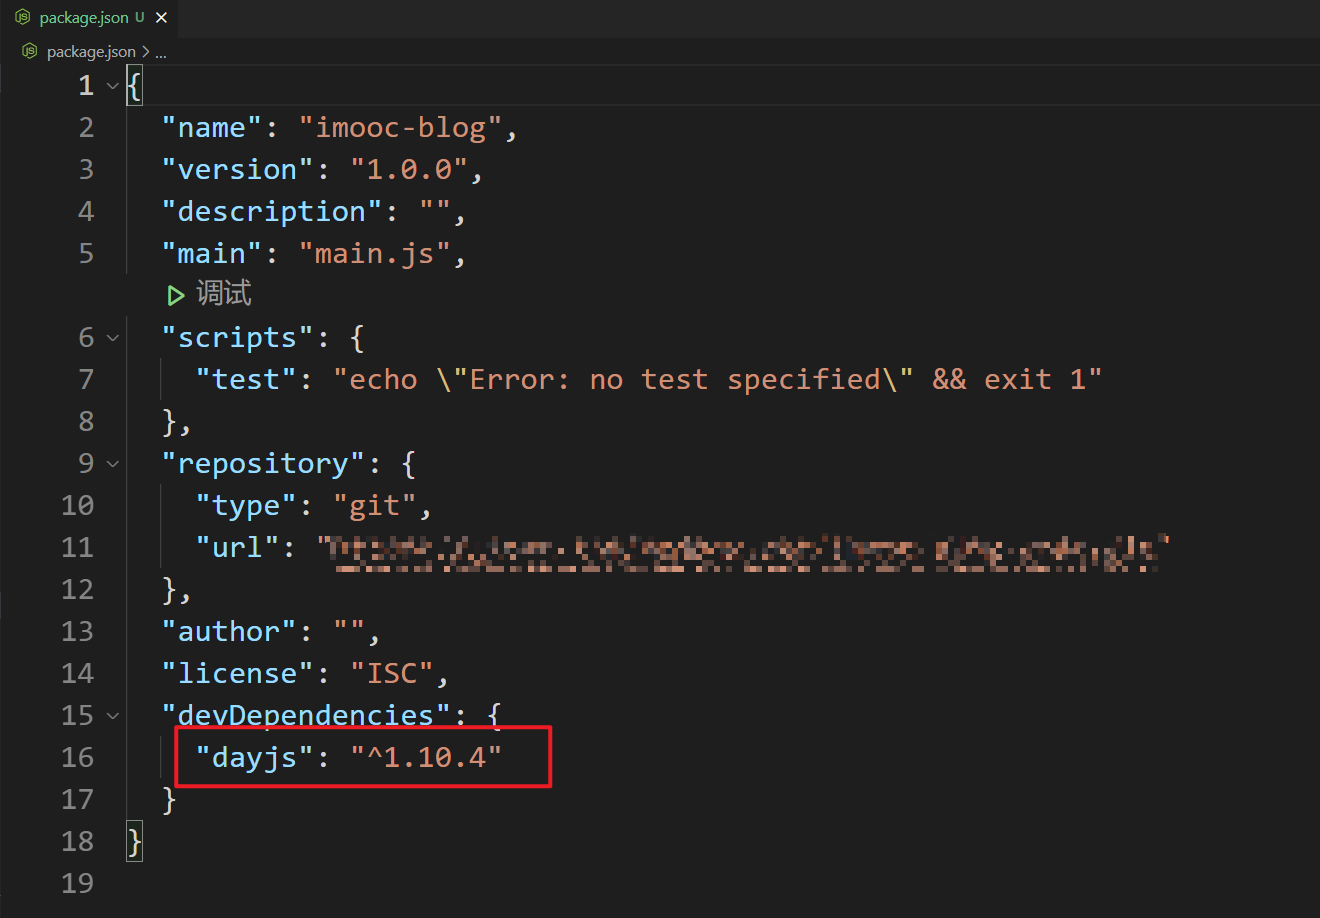 package.json U
package.json > ...
1 {
2 "name": "imooc-blog",
3 "version": "1.0.0",
4 "description": "",
5 "main": "main.js",
调试
6 "scripts": {
7 "test": "echo \"Error: no test specified\" && exit 1"
8 },
9 "repository": {
10 "type": "git",
11 "url": "
12 },
13 "author": "",
14 "license": "ISC",
15 "devDependencies": {
16 "dayjs": "^1.10.4"
17 }
18 }
19